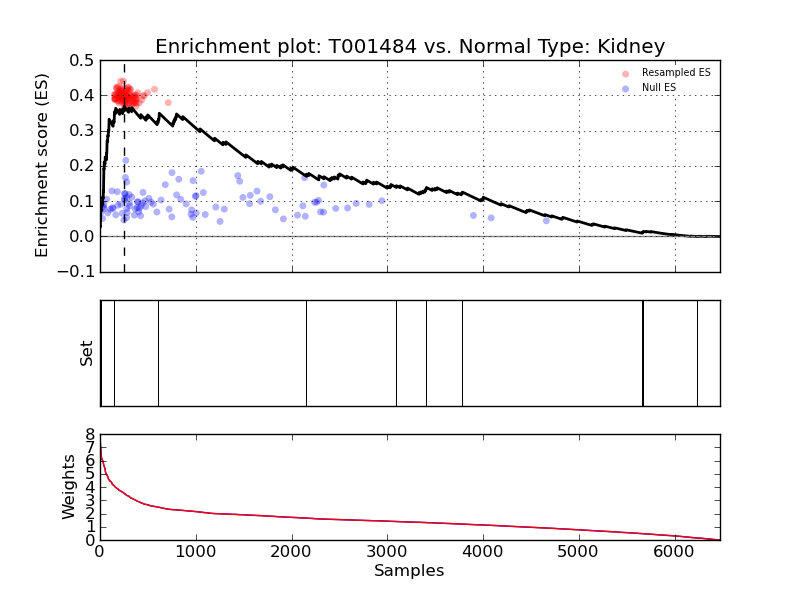 Enrichment plot: T001484 vs. Normal Type: Kidney
Enrichment score (ES)
0.5
0.4
0.3
0.2
0.1
0.0
−0.1
Resampled ES
Null ES
Set
Weights
8
7
6
5
4
3
2
1
0
0 1000 2000 3000 4000 5000 6000
Samples